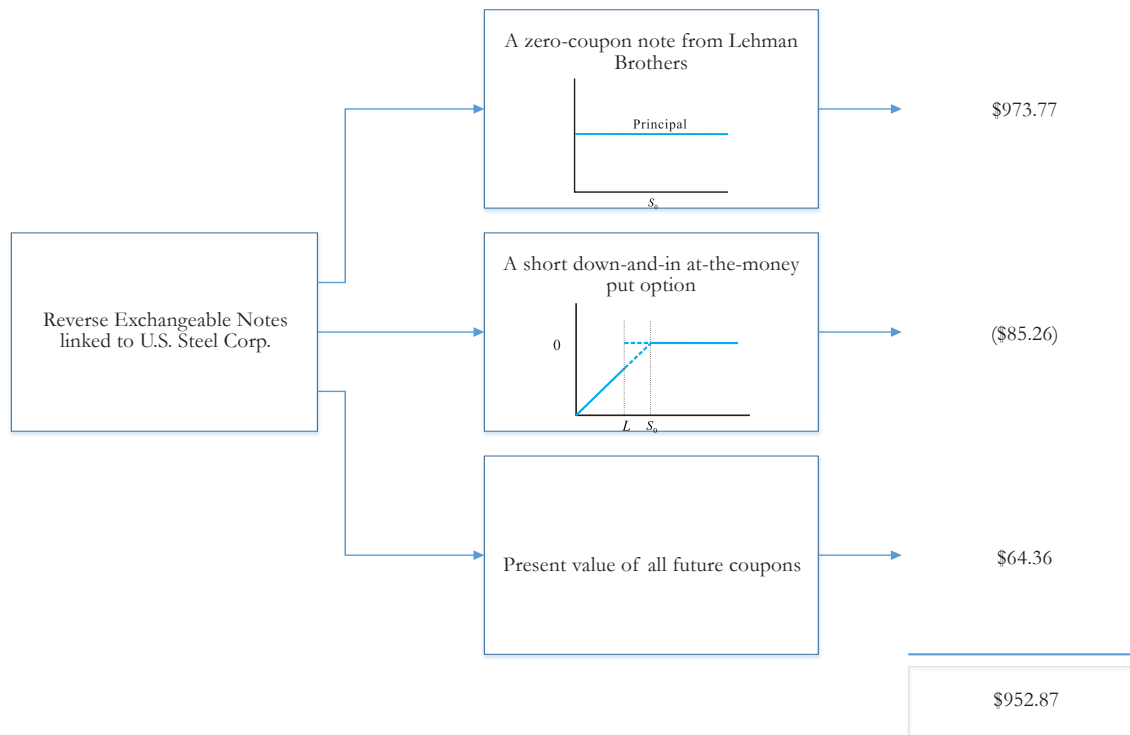 A zero-coupon note from Lehman
Brothers
Principal
S₀
$973.77
Reverse Exchangeable Notes
linked to U.S. Steel Corp.
A short down-and-in at-the-money
put option
0
L S₀
($85.26)
Present value of all future coupons
$64.36
$952.87